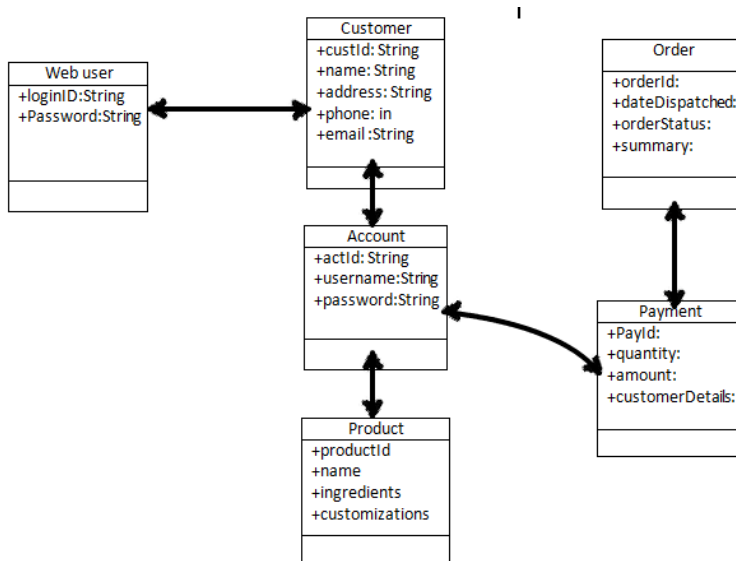 Customer
+custId: String
+name: String
+address: String
+phone: in
+email :String
Web user
+loginID:String
+Password:String
Order
+orderId:
+dateDispatched:
+orderStatus:
+summary:
Account
+actId: String
+username:String
+password:String
Payment
+PayId:
+quantity:
+amount:
+customerDetails:
Product
+productId
+name
+ingredients
+customizations